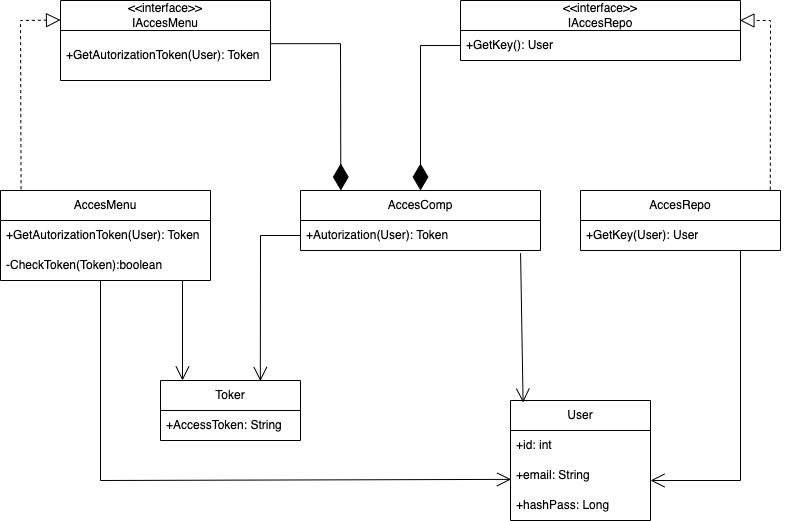 <<interface>>
IAccesMenu
+GetAutorizationToken(User): Token
<<interface>>
IAccesRepo
+GetKey(): User
AccesMenu
+GetAutorizationToken(User): Token
-CheckToken(Token):boolean
AccesComp
+Autorization(User): Token
AccesRepo
+GetKey(User): User
Toker
+AccessToken: String
User
+id: int
+email: String
+hashPass: Long